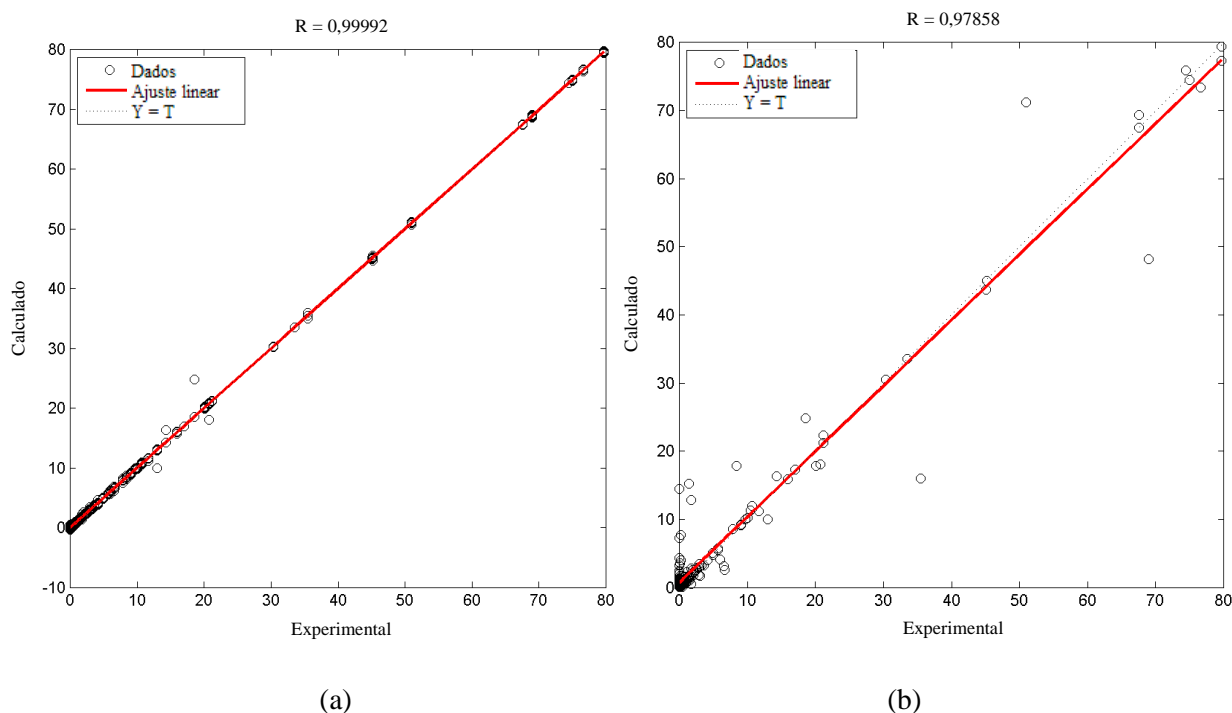 R = 0,99992
80
70
60
50
40
30
20
10
0
-10
0 10 20 30 40 50 60 70 80
Dados
Ajuste linear
Y = T
Calculado
Experimental
(a)
R = 0,97858
80
70
60
50
40
30
20
10
0
0 10 20 30 40 50 60 70 80
Dados
Ajuste linear
Y = T
Calculado
Experimental
(b)